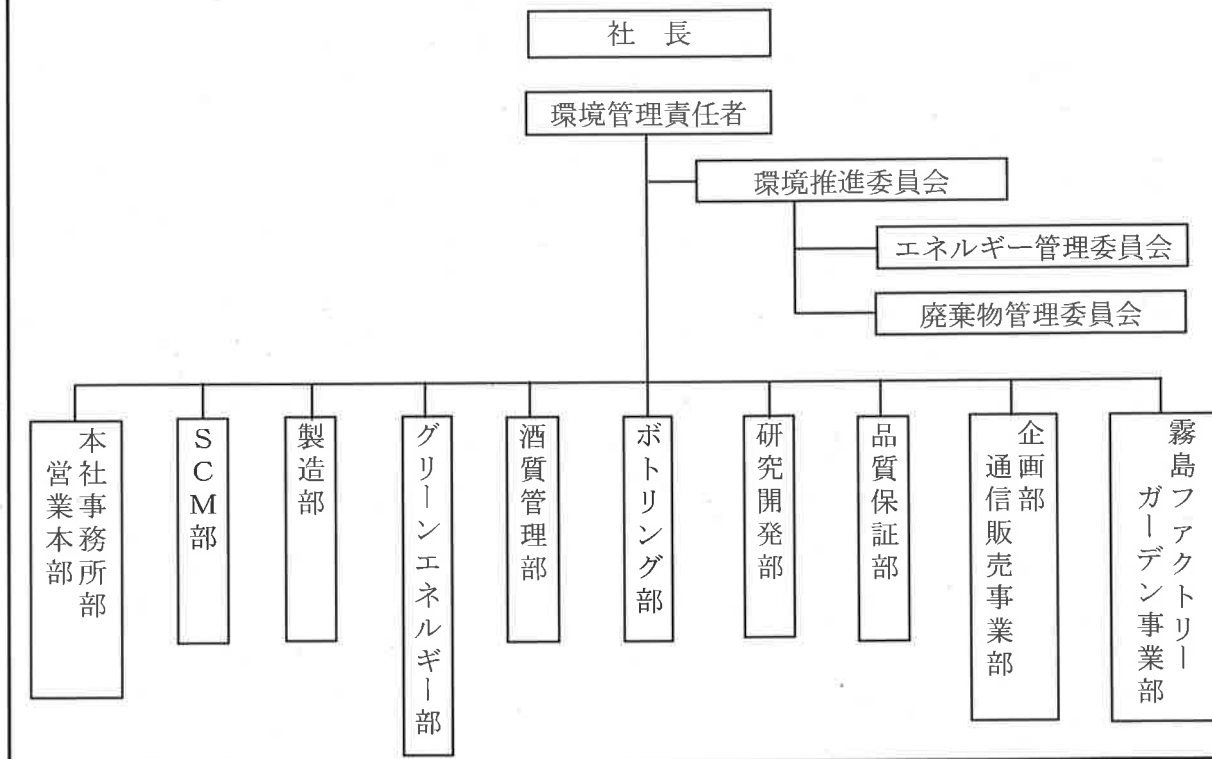 社　長
環境管理責任者
環境推進委員会
エネルギー管理委員会
廃棄物管理委員会
本社事務所部
営業本部
SCM部
製造部
グリーンエネルギー部
酒質管理部
ボトリング部
研究開発部
品質保証部
企画部
通信販売事業部
霧島ファクトリー
ガーデン事業部